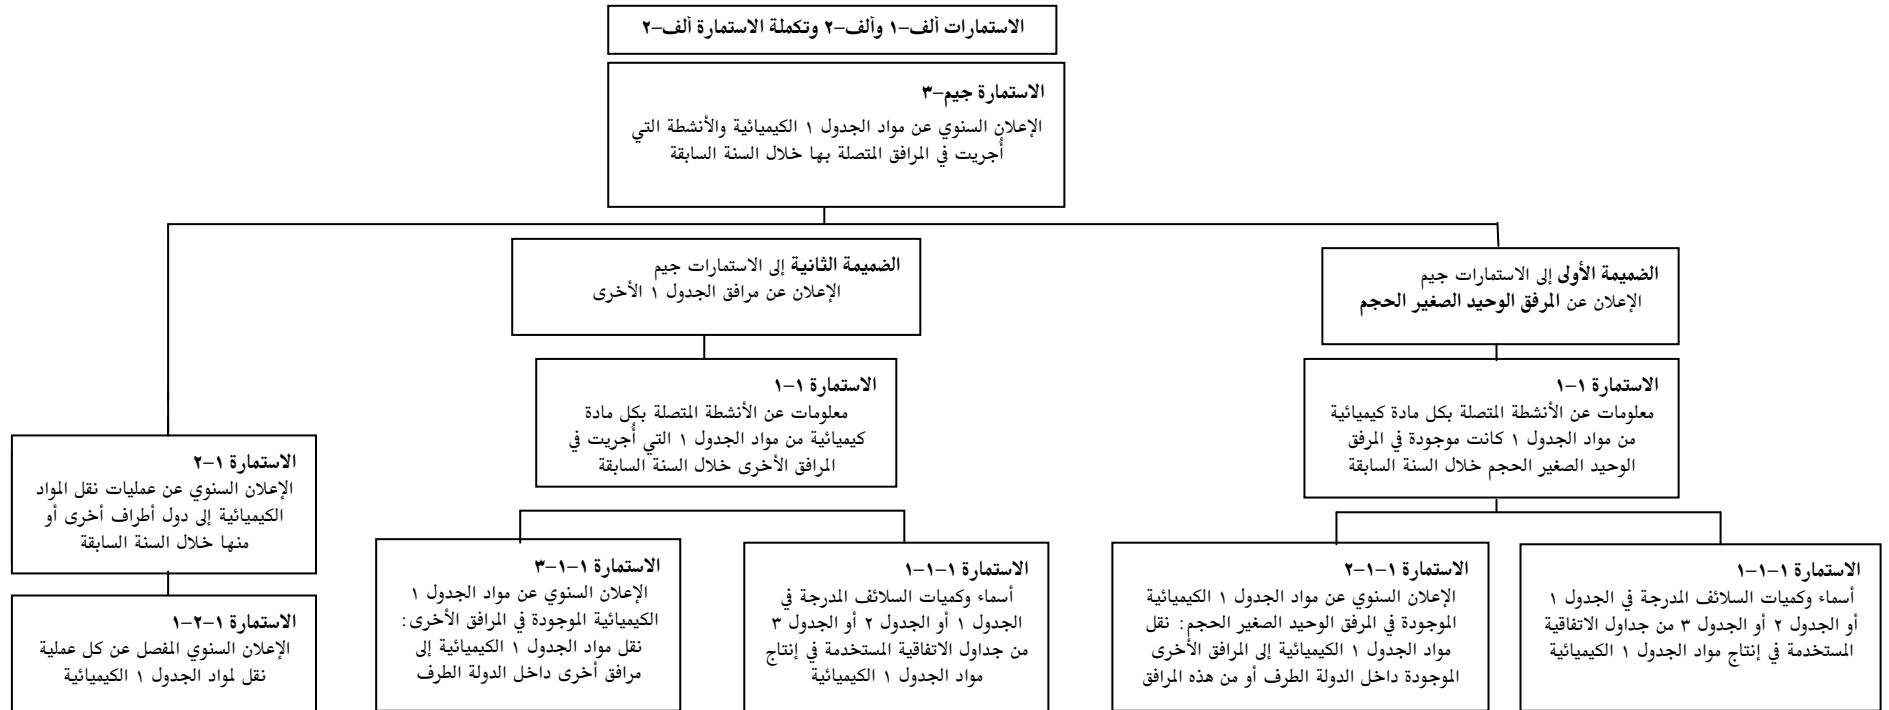 الاستمارات ألف–١ وألف–٢ وتكملة الاستمارة ألف–٢
الاستمارة جيم–٣
الإعلان السنوي عن مواد الجدول ١ الكيميائية والأنشطة التي
أُجريت في المرافق المتصلة بها خلال السنة السابقة
الضميمة الأولى إلى الاستمارات جيم
الإعلان عن المرفق الوحيد الصغير الحجم
الضميمة الثانية إلى الاستمارات جيم
الإعلان عن مرافق الجدول ١ الأخرى
الاستمارة ١–١
معلومات عن الأنشطة المتصلة بكل مادة كيميائية
من مواد الجدول ١ كانت موجودة في المرفق
الوحيد الصغير الحجم خلال السنة السابقة
الاستمارة ١–١
معلومات عن الأنشطة المتصلة بكل مادة
كيميائية من مواد الجدول ١ التي أُجريت في
المرافق الأخرى خلال السنة السابقة
الاستمارة ١–٢
الإعلان السنوي عن عمليات نقل المواد
الكيميائية إلى دول أطراف أخرى أو
منها خلال السنة السابقة
الاستمارة ١–١–١
أسماء وكميات السلائف المدرجة في الجدول ١
أو الجدول ٢ أو الجدول ٣ من جداول الاتفاقية
المستخدمة في إنتاج مواد الجدول ١ الكيميائية
الاستمارة ١–١–٢
الإعلان السنوي عن مواد الجدول ١ الكيميائية
الموجودة في المرفق الوحيد الصغير الحجم: نقل
مواد الجدول ١ الكيميائية إلى المرافق الأخرى
الموجودة داخل الدولة الطرف أو من هذه المرافق
الاستمارة ١–١–١
أسماء وكميات السلائف المدرجة في
الجدول ١ أو الجدول ٢ أو الجدول ٣
من جداول الاتفاقية المستخدمة في إنتاج
مواد الجدول ١ الكيميائية
الاستمارة ١–١–٣
الإعلان السنوي عن مواد الجدول ١
الكيميائية الموجودة في المرافق الأخرى:
نقل مواد الجدول ١ الكيميائية إلى
مرافق أخرى داخل الدولة الطرف
الاستمارة ١–٢–١
الإعلان السنوي المفصل عن كل عملية
نقل لمواد الجدول ١ الكيميائية